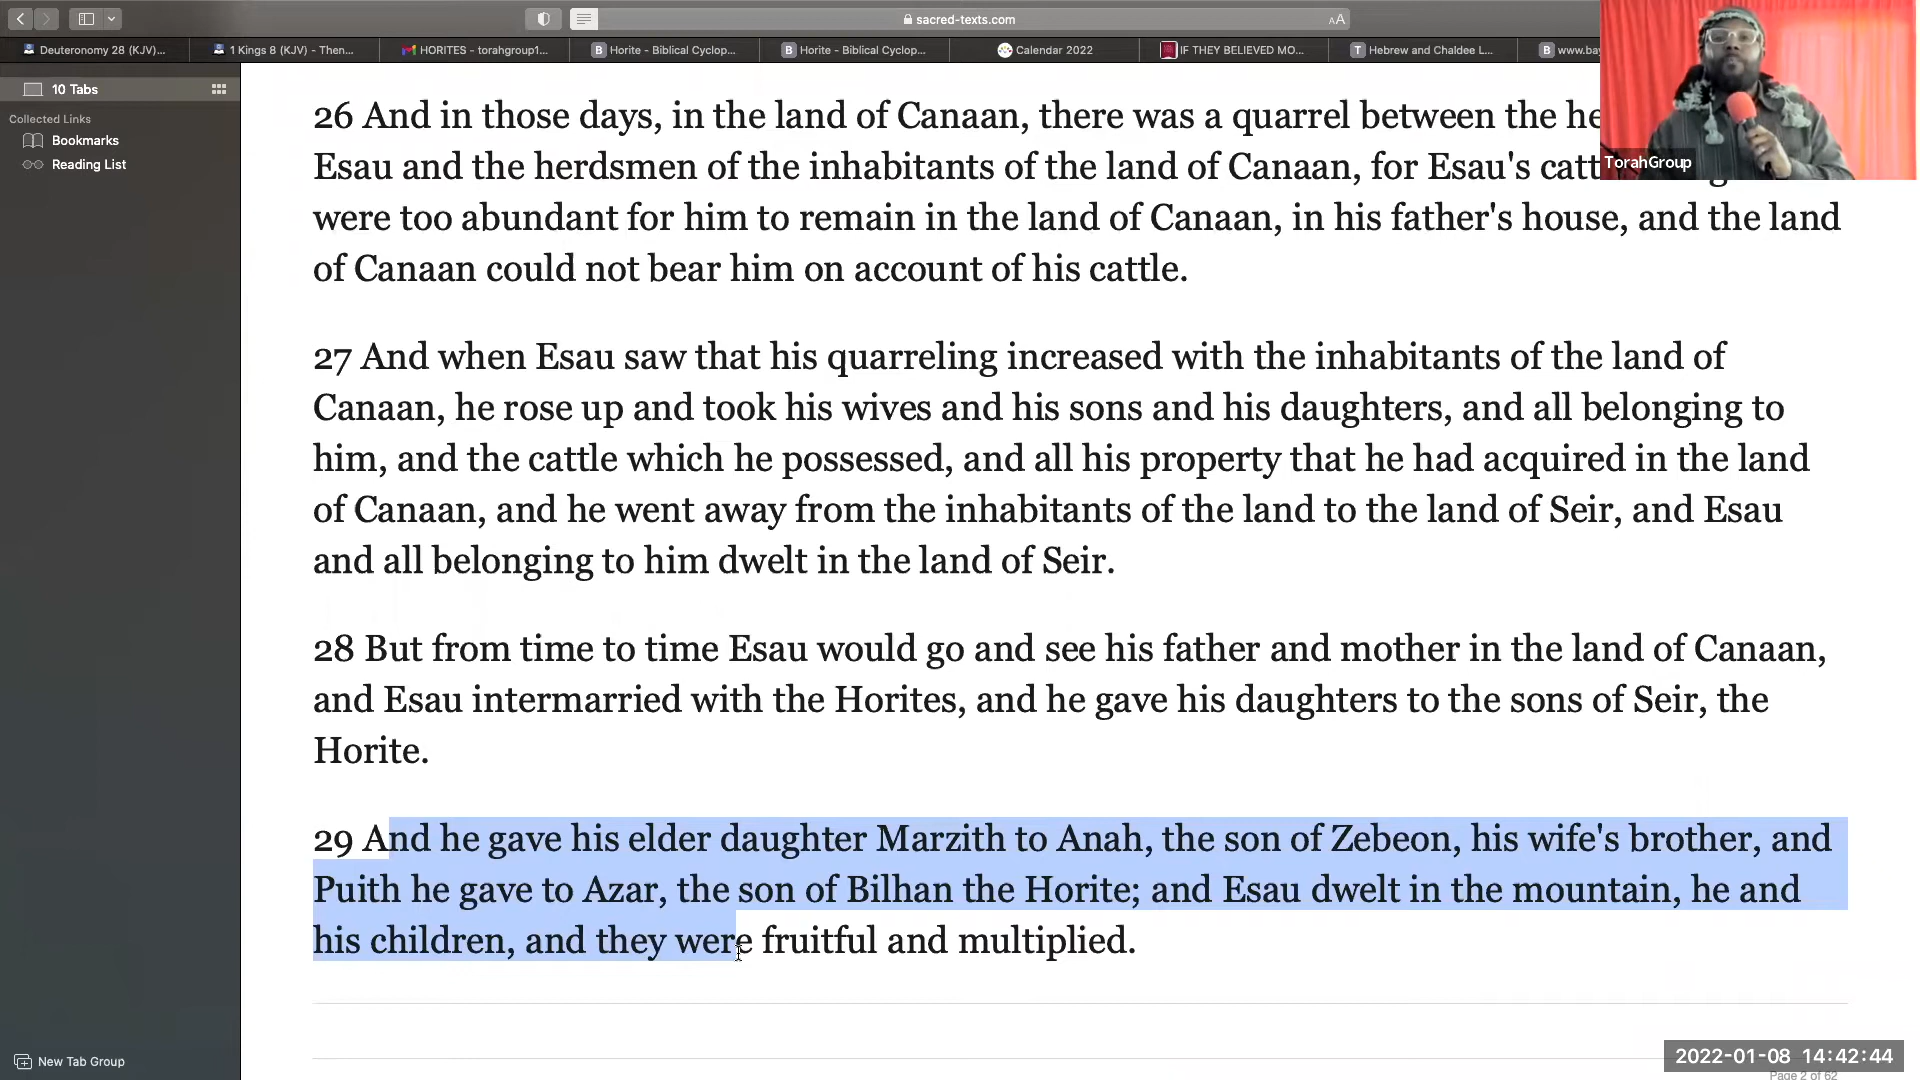 sacred-texts.com
AA
Deuteronomy 28 (KJV)...
1 Kings 8 (KJV) - Then...
HORITES - torahgroup1...
B Horite - Biblical Cyclop...
B Horite - Biblical Cyclop...
Calendar 2022
IF THEY BELIEVED MO...
T Hebrew and Chaldee L...
B www.bay
10 Tabs
Collected Links
Bookmarks
Reading List
TorahGroup
26 And in those days, in the land of Canaan, there was a quarrel between the he
Esau and the herdsmen of the inhabitants of the land of Canaan, for Esau's catt
were too abundant for him to remain in the land of Canaan, in his father's house, and the land
of Canaan could not bear him on account of his cattle.
27 And when Esau saw that his quarreling increased with the inhabitants of the land of
Canaan, he rose up and took his wives and his sons and his daughters, and all belonging to
him, and the cattle which he possessed, and all his property that he had acquired in the land
of Canaan, and he went away from the inhabitants of the land to the land of Seir, and Esau
and all belonging to him dwelt in the land of Seir.
28 But from time to time Esau would go and see his father and mother in the land of Canaan,
and Esau intermarried with the Horites, and he gave his daughters to the sons of Seir, the
Horite.
29 And he gave his elder daughter Marzith to Anah, the son of Zebeon, his wife's brother, and
Puith he gave to Azar, the son of Bilhan the Horite; and Esau dwelt in the mountain, he and
his children, and they were fruitful and multiplied.
New Tab Group
2022-01-08 14:42:44
Page 2 of 62